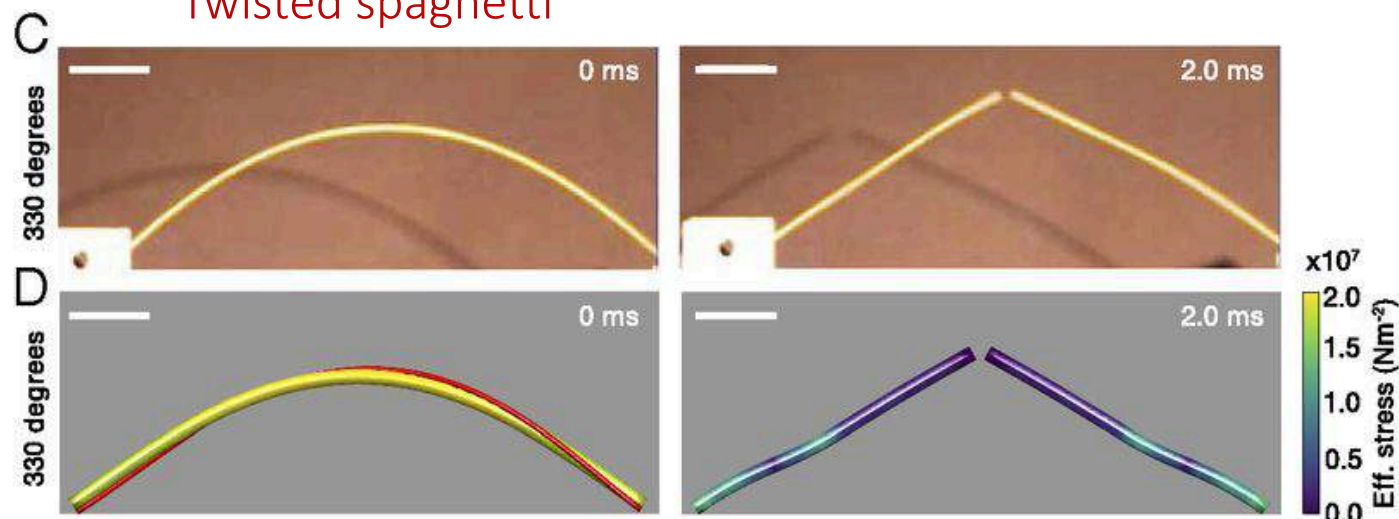 Twisted spaghetti
C
330 degrees
0 ms
2.0 ms
D
330 degrees
0 ms
2.0 ms
x10⁷
2.0
1.5
1.0
0.5
0.0
Eff. stress (Nm⁻²)